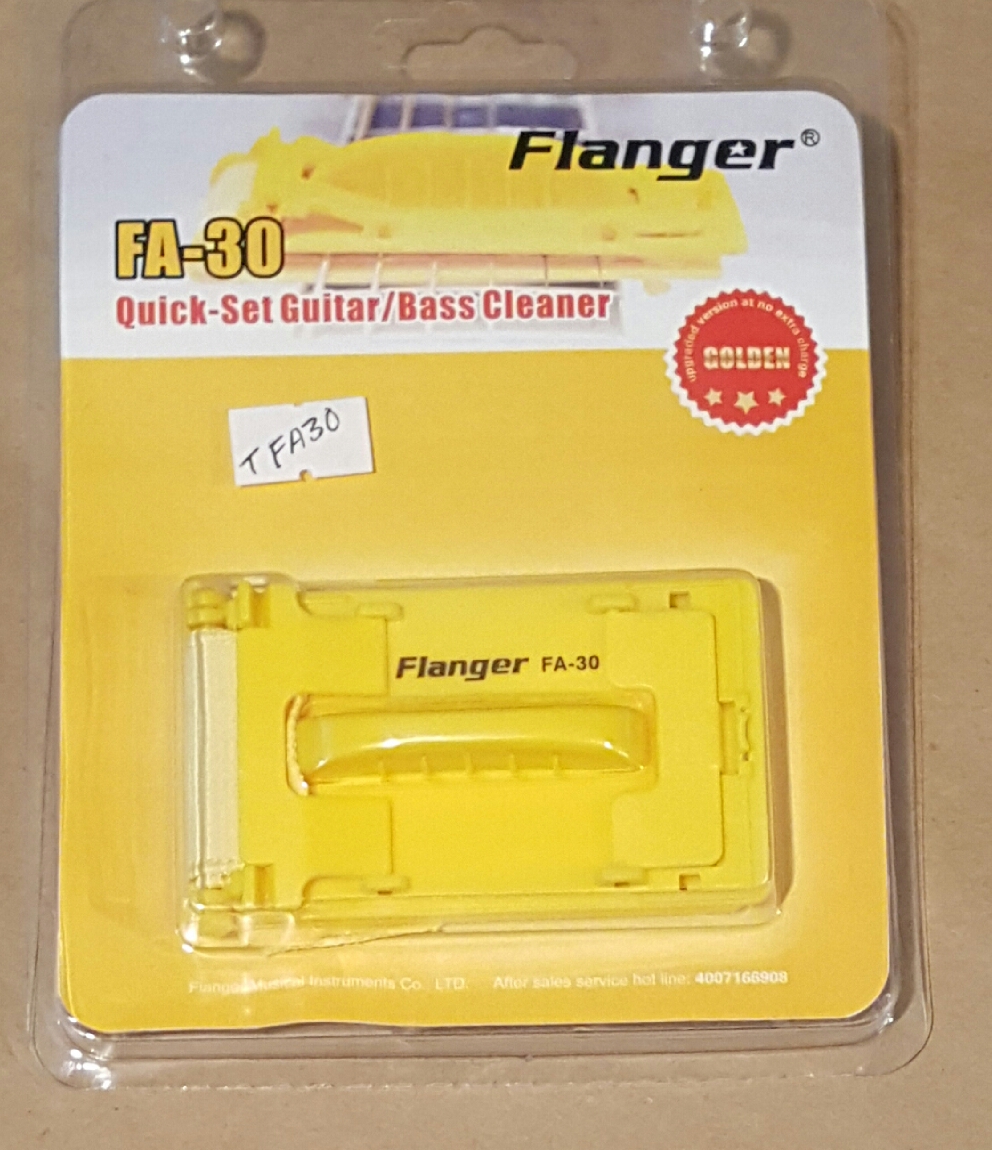 Flanger®
FA-30
Quick-Set Guitar/Bass Cleaner
upgraded version at no extra charge
GOLDEN
TFA30
Flanger FA-30
Flanger Musical Instruments Co. LTD. After sales service hot line: 4007166908